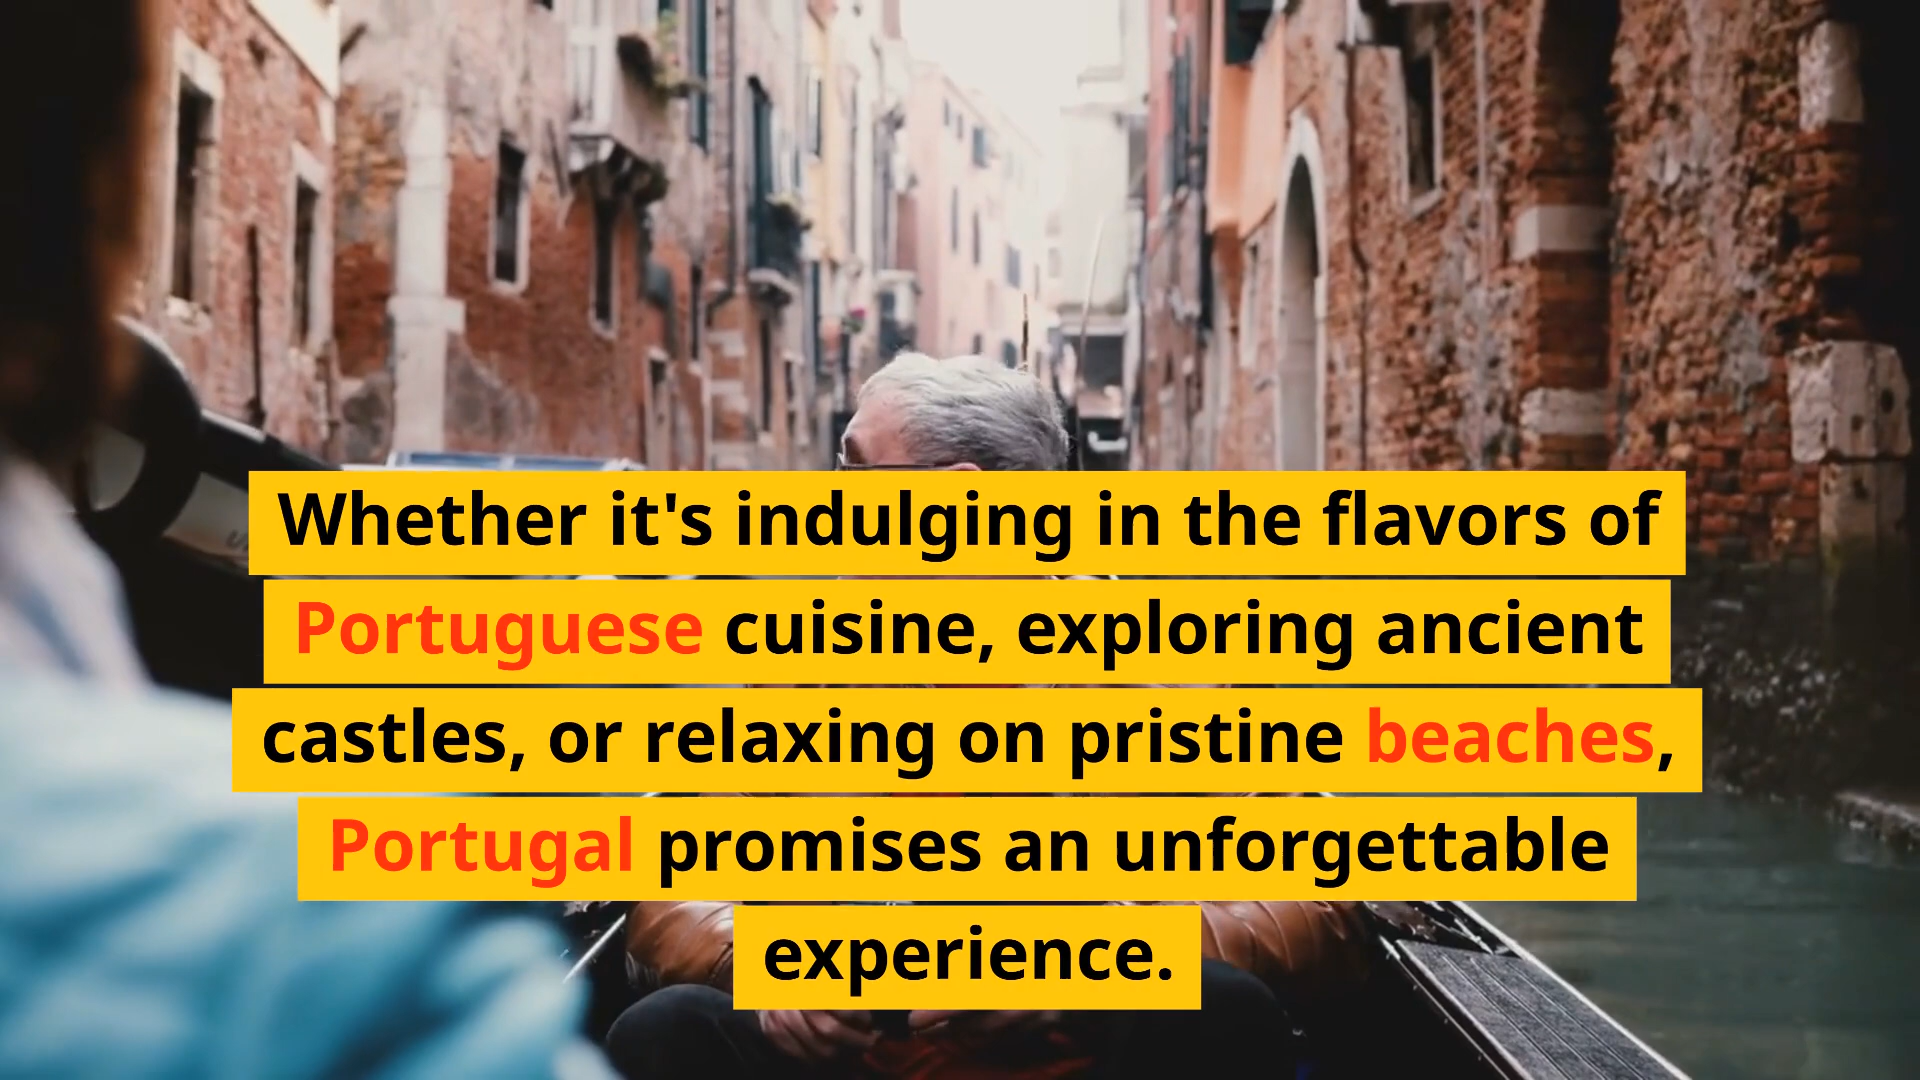 Whether it's indulging in the flavors of
Portuguese cuisine, exploring ancient
castles, or relaxing on pristine beaches,
Portugal promises an unforgettable
experience.